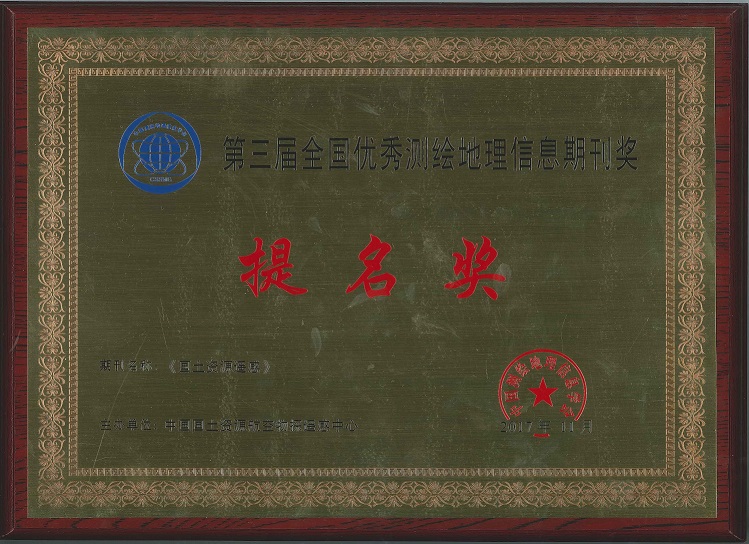 第三届全国优秀测绘地理信息期刊奖
提名奖
期刊名称：《国土资源遥感》
主办单位：中国国土资源航空物探遥感中心
2017年11月